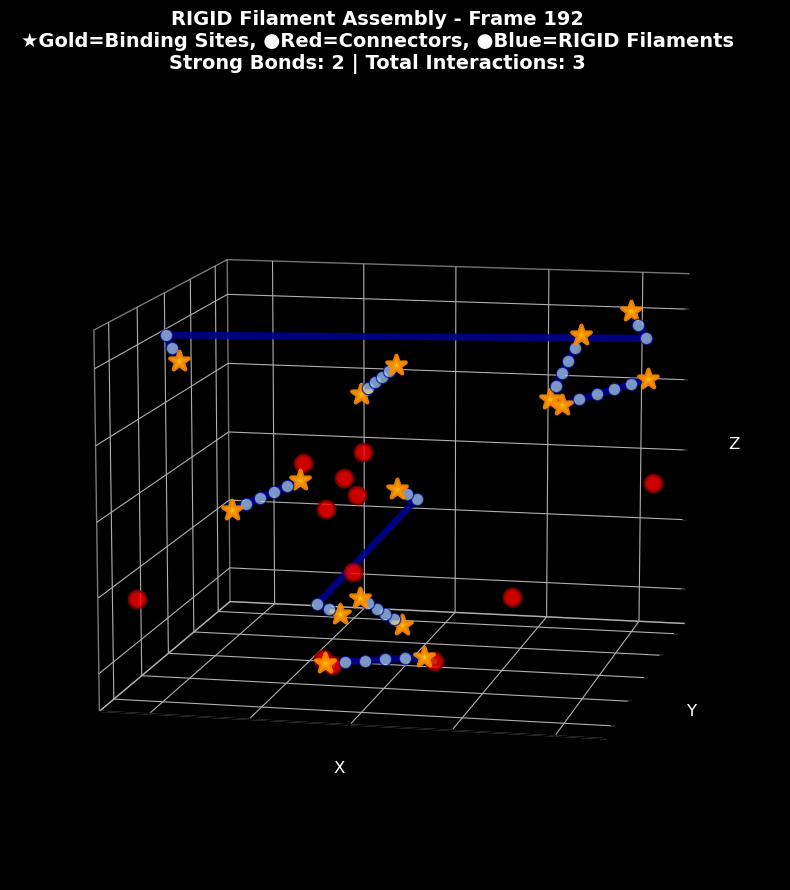 RIGID Filament Assembly - Frame 192
★Gold=Binding Sites, ●Red=Connectors, ●Blue=RIGID Filaments
Strong Bonds: 2 | Total Interactions: 3
Z
Y
X